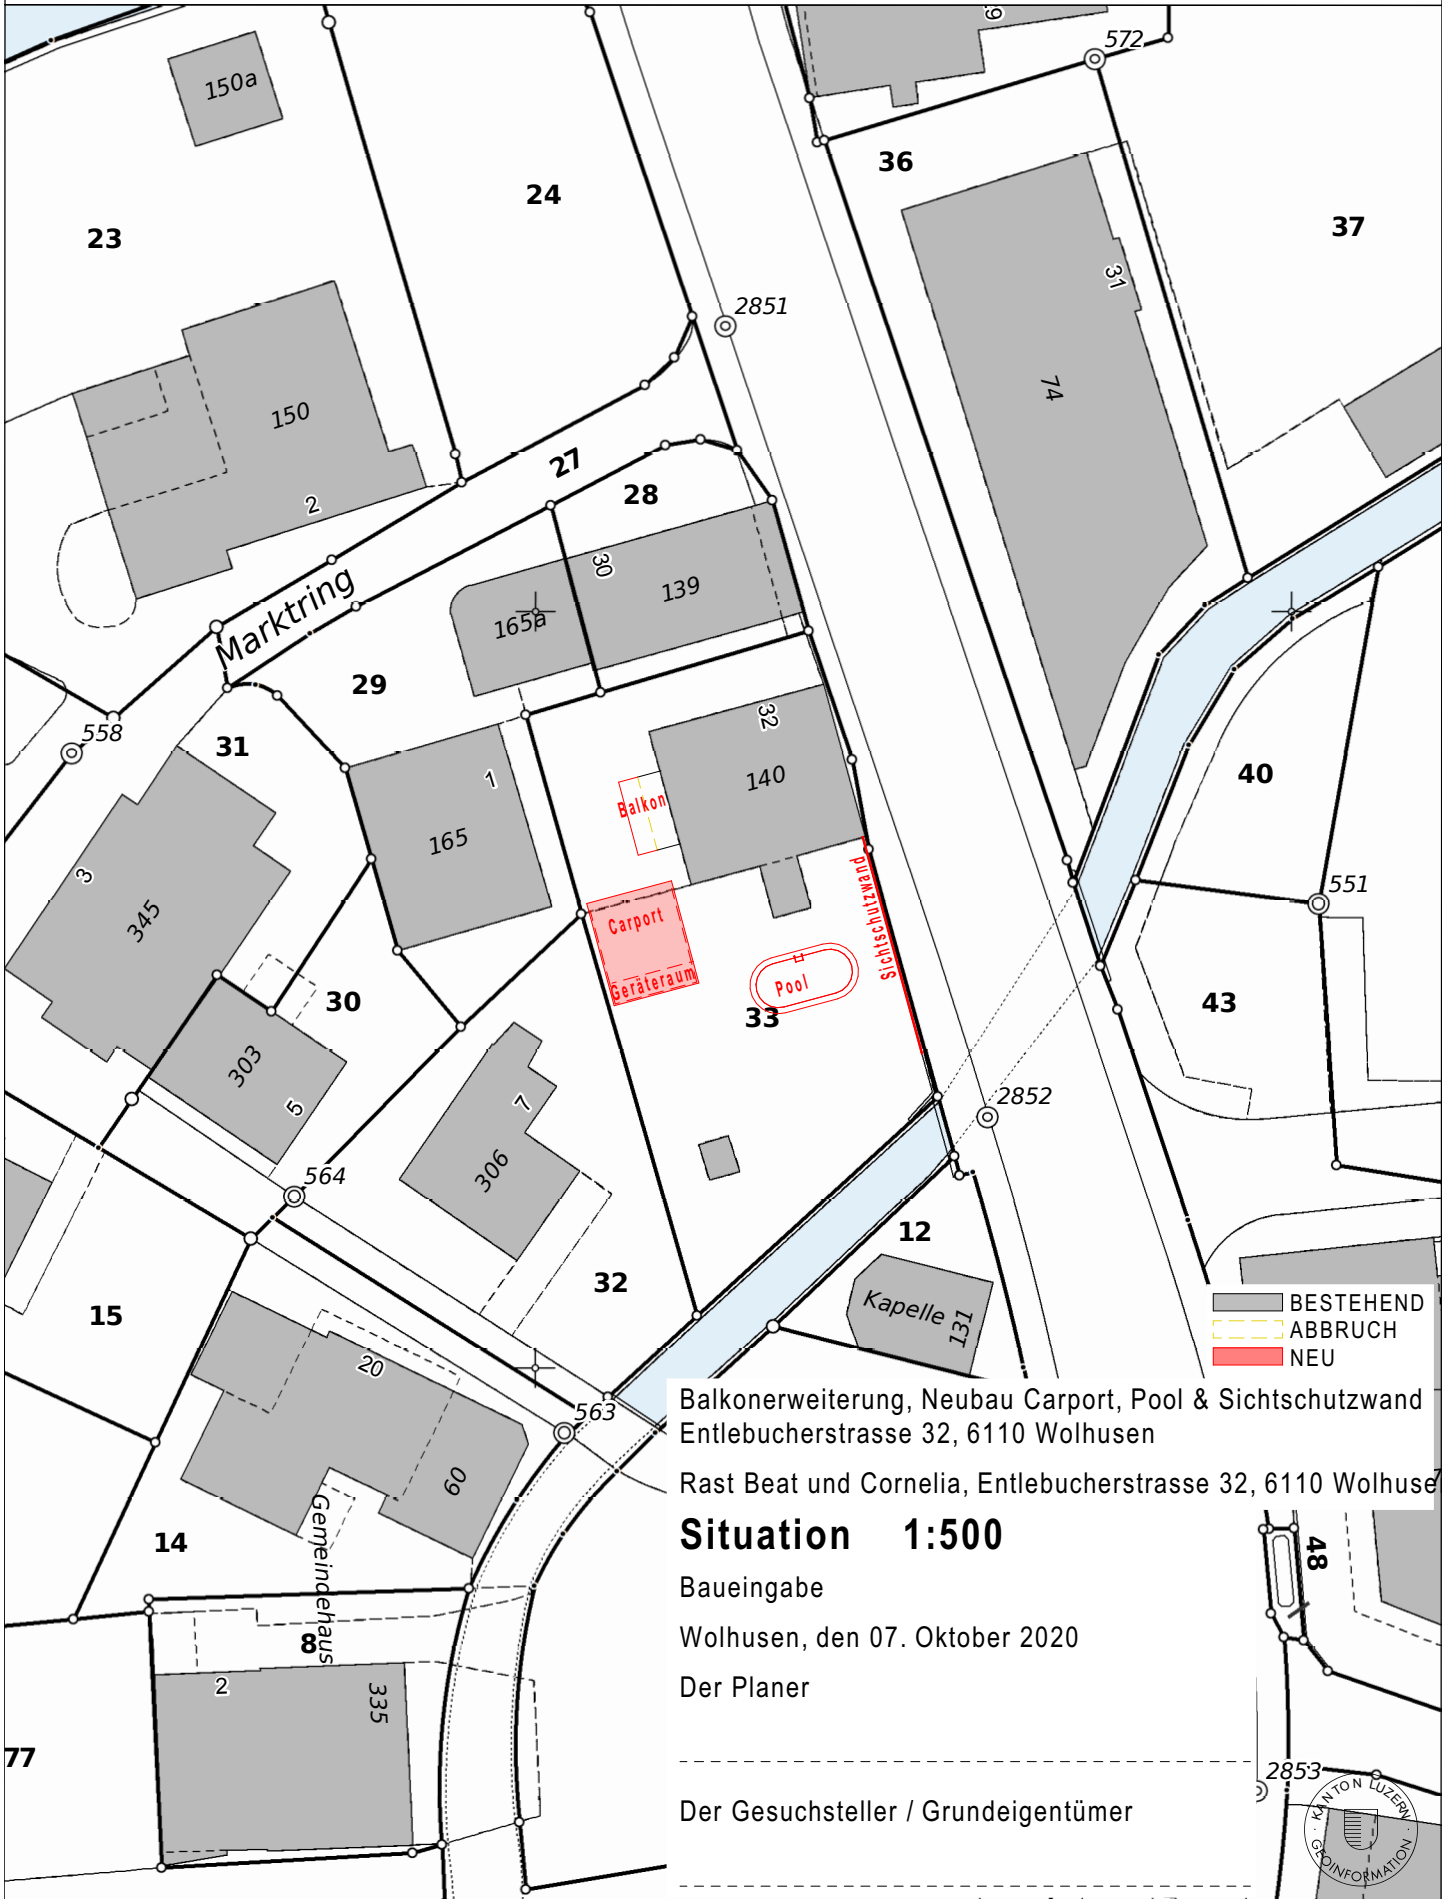 19
572
150a
36
24
37
23
31
2851
74
150
27
28
2
30
139
Marktring
165a
29
32
558
31
1
140
40
Balkon
165
3
551
345
Carport
Sichtschutzwand
Geräteraum
Pool
30
33
43
303
5
7
2852
306
564
12
32
Kapelle
131
15
BESTEHEND
ABBRUCH
NEU
20
563
Balkonerweiterung, Neubau Carport, Pool & Sichtschutzwand
Entlebucherstrasse 32, 6110 Wolhusen
60
Rast Beat und Cornelia, Entlebucherstrasse 32, 6110 Wolhuse
Situation 1:500
Gemeindehaus
14
48
Baueingabe
8
Wolhusen, den 07. Oktober 2020
2
335
Der Planer
77
2853
KANTON LUZERN
GEOINFORMATION
Der Gesuchsteller / Grundeigentümer